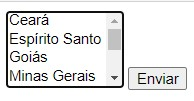 Ceará
Espírito Santo
Goiás
Minas Gerais
Enviar